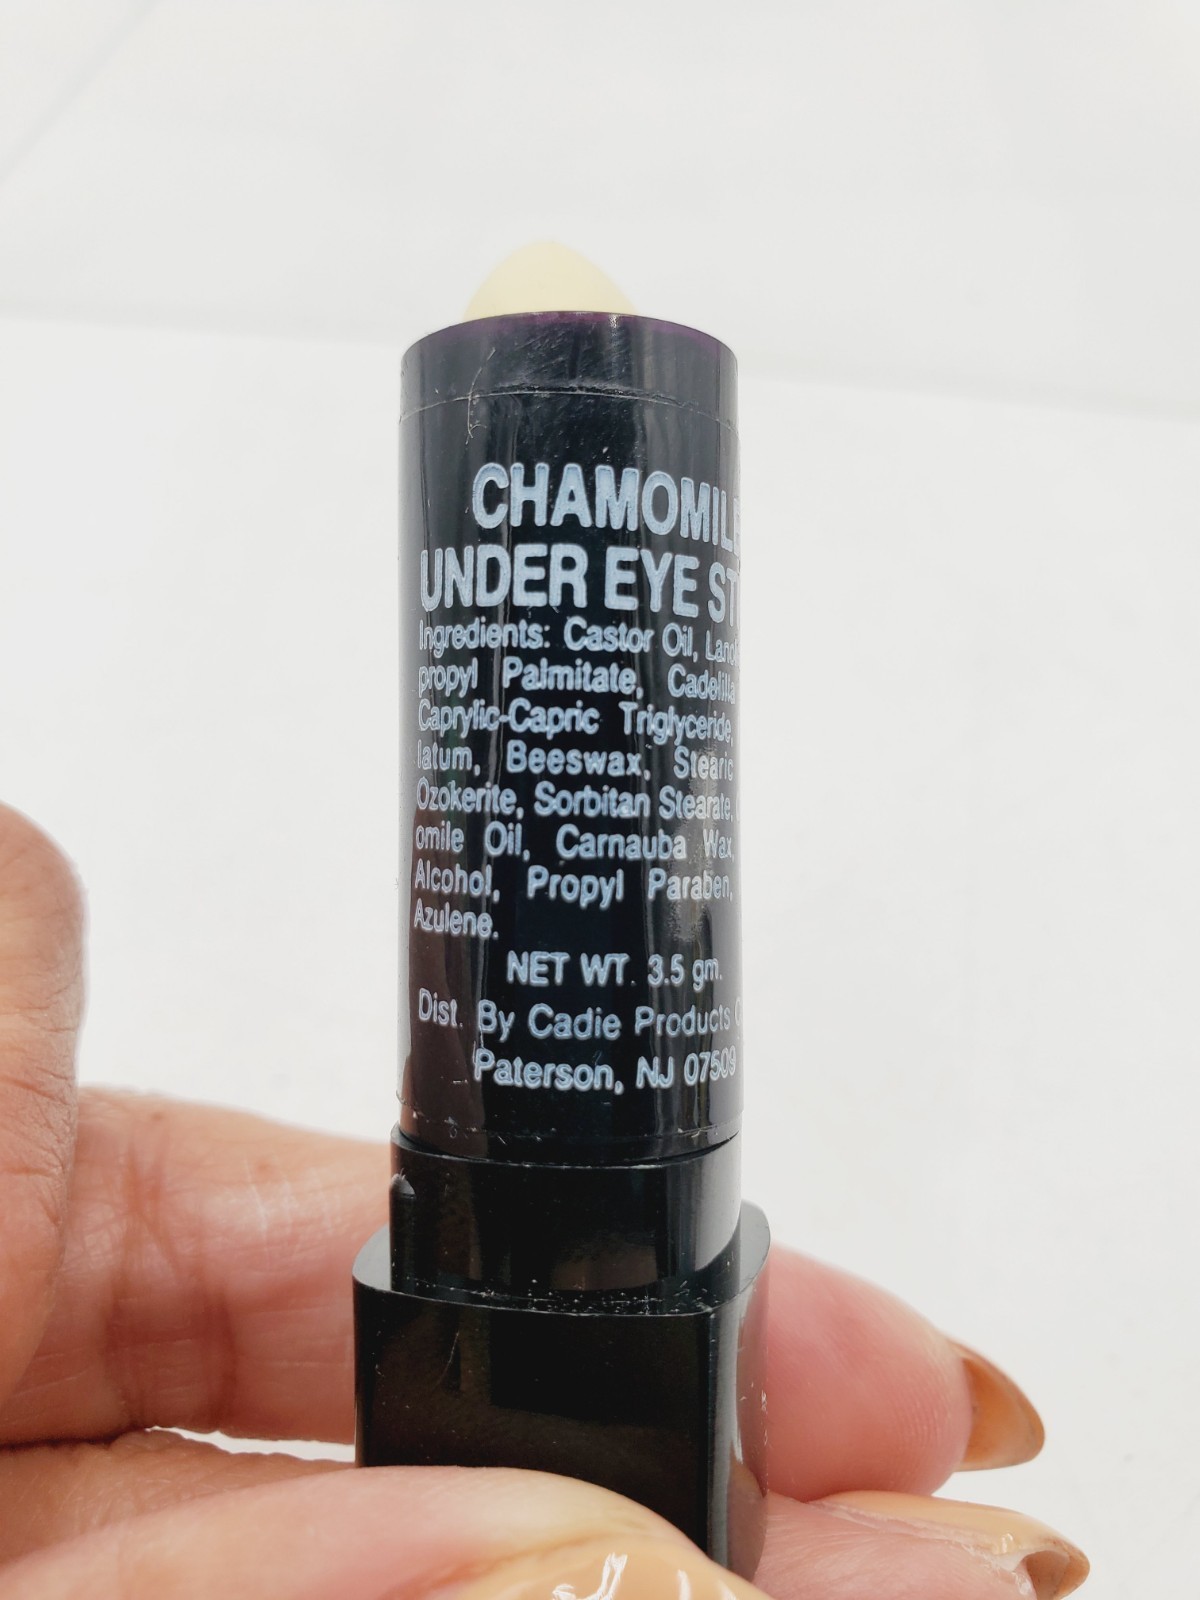 CHAMOMILE
UNDER EYE ST
Ingredients: Castor Oil, Lano
propyl Palmitate, Cadelilla
Caprylic-Capric Triglyceride,
latum, Beeswax, Stearic
Ozokerite, Sorbitan Stearate,
omile Oil, Carnauba Wax,
Alcohol, Propyl Paraben,
Azulene.
NET WT. 3.5 gm.
Dist. By Cadie Products
Paterson, NJ 07509